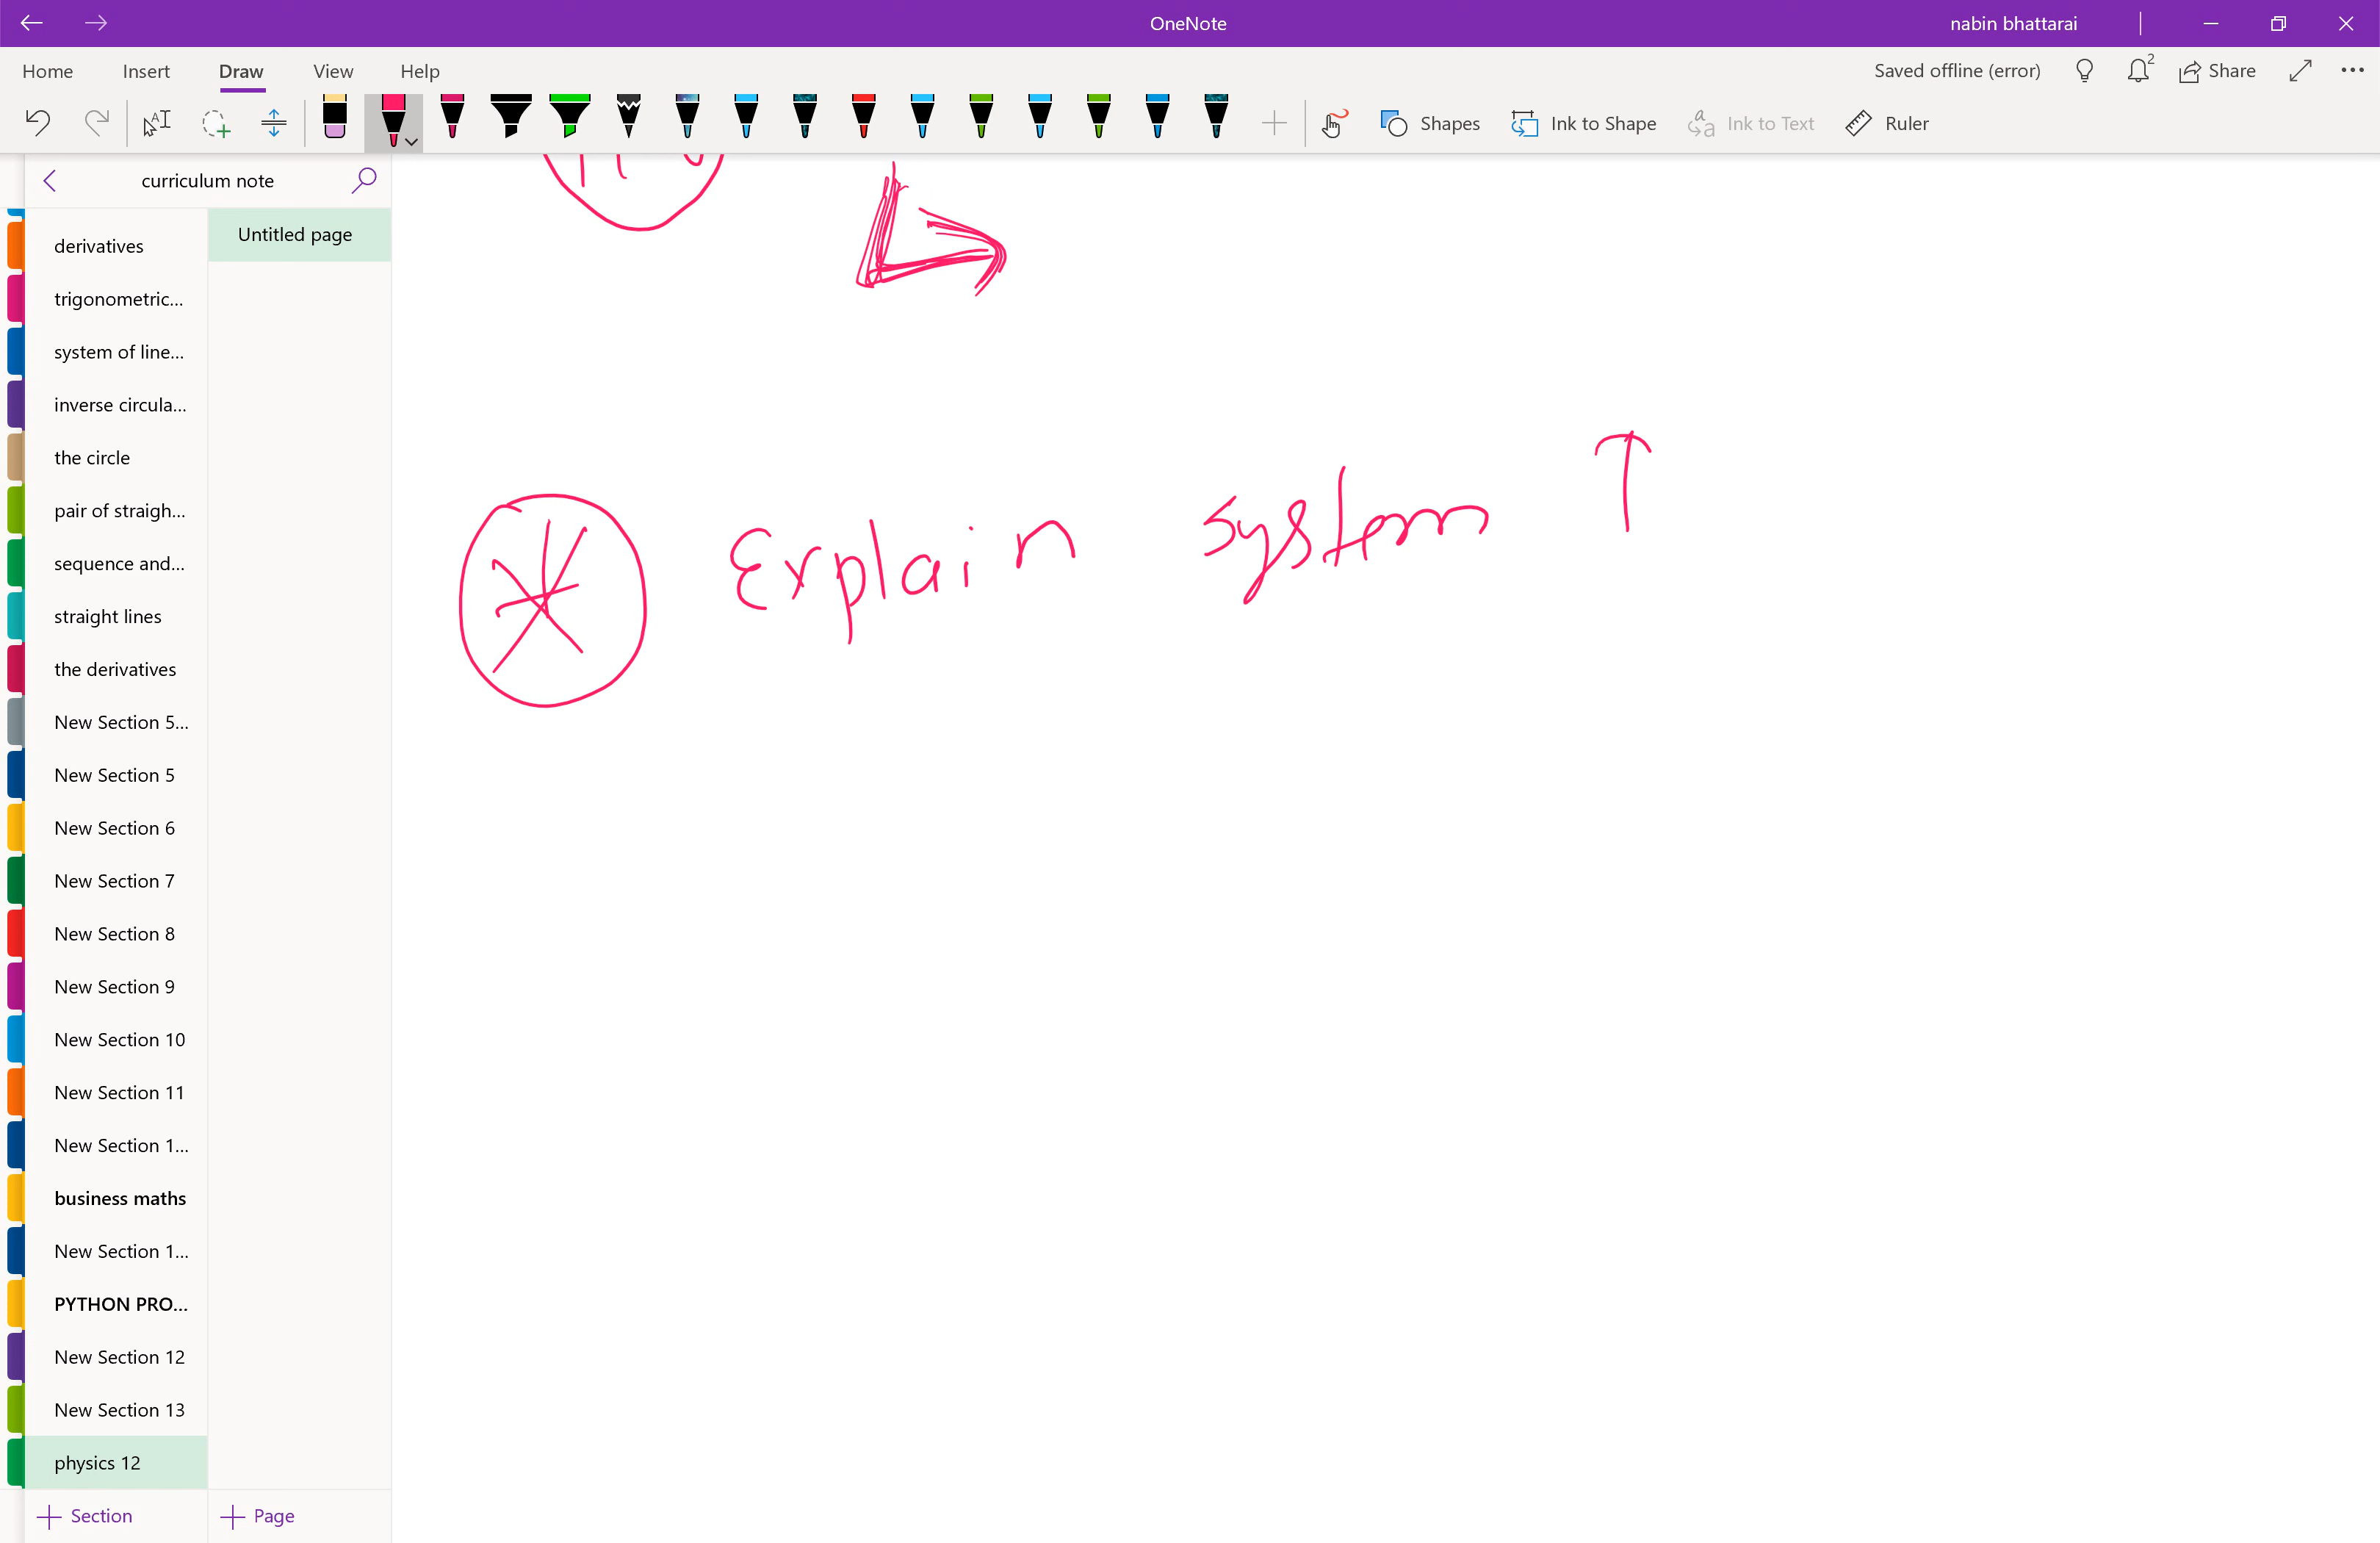 OneNote
nabin bhattarai
Home Insert Draw View Help
Saved offline (error)
2
Share
Shapes
Ink to Shape
Ink to Text
Ruler
curriculum note
Untitled page
derivatives
trigonometric...
system of line...
inverse circula...
the circle
pair of straigh...
sequence and...
straight lines
the derivatives
New Section 5...
New Section 5
New Section 6
New Section 7
New Section 8
New Section 9
New Section 10
New Section 11
New Section 1...
business maths
New Section 1...
PYTHON PRO...
New Section 12
New Section 13
physics 12
Section
Page
Explain System ↑